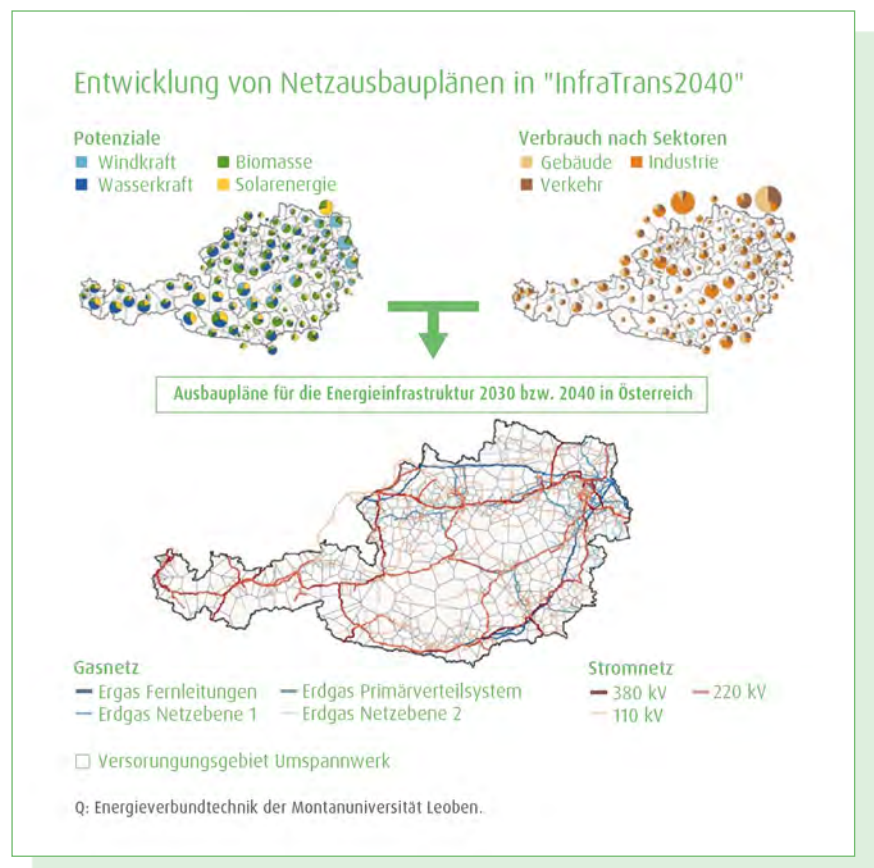 Entwicklung von Netzausbauplänen in "InfraTrans2040"
Potenziale
Windkraft
Biomasse
Wasserkraft
Solarenergie
Verbrauch nach Sektoren
Gebäude
Industrie
Verkehr
Ausbaupläne für die Energieinfrastruktur 2030 bzw. 2040 in Österreich
Gasnetz
Ergas Fernleitungen
Erdgas Primärverteilsystem
Erdgas Netzebene 1
Erdgas Netzebene 2
Stromnetz
380 kV
220 kV
110 kV
Versorungungsgebiet Umspannwerk
Q: Energieverbundtechnik der Montanuniversität Leoben.